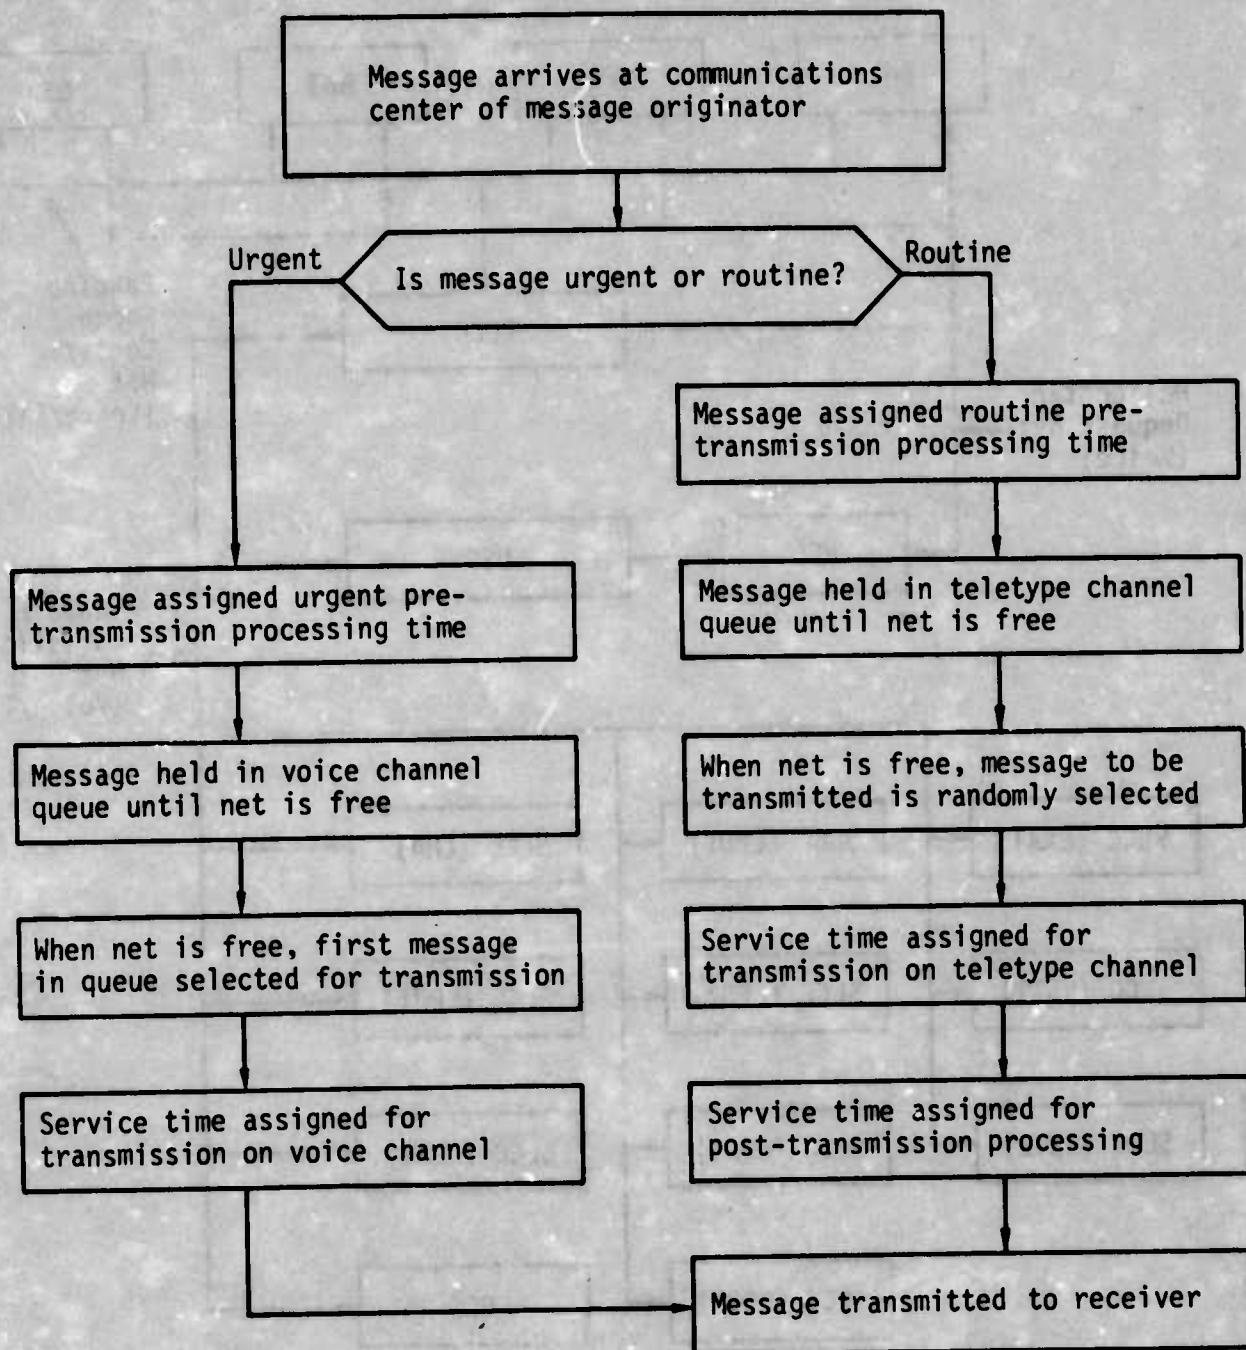 Message arrives at communications
center of message originator
Urgent
Is message urgent or routine?
Routine
Message assigned routine pre-
transmission processing time
Message assigned urgent pre-
transmission processing time
Message held in teletype channel
queue until net is free
Message held in voice channel
queue until net is free
When net is free, message to be
transmitted is randomly selected
When net is free, first message
in queue selected for transmission
Service time assigned for
transmission on teletype channel
Service time assigned for
transmission on voice channel
Service time assigned for
post-transmission processing
Message transmitted to receiver